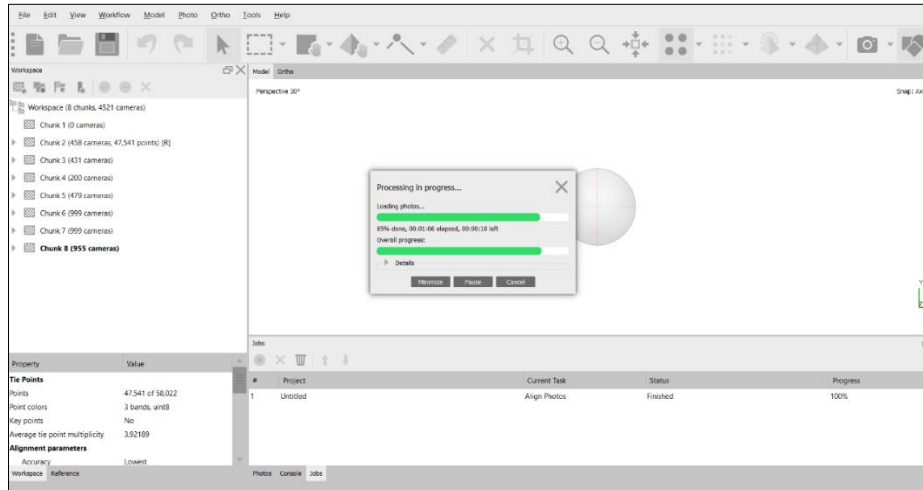 File Edit View Workflow Model Photo Ortho Tools Help
Workspace
Workspace (8 chunks, 4521 cameras)
Chunk 1 (0 cameras)
Chunk 2 (458 cameras, 47,541 points) [R]
Chunk 3 (431 cameras)
Chunk 4 (200 cameras)
Chunk 5 (479 cameras)
Chunk 6 (999 cameras)
Chunk 7 (999 cameras)
Chunk 8 (955 cameras)
Property Value
Tie Points
Points 47,541 of 58,022
Point colors 3 bands, uint8
Key points No
Average tie point multiplicity 3.92189
Alignment parameters
Accuracy Lowest
Workspace Reference
Model Ortho
Perspective 30°
Snap:
Processing in progress...
Loading photos...
85% done, 00:01:06 elapsed, 00:00:10 left
Overall progress:
Details
Minimize Pause Cancel
Jobs
# Project Current Task Status Progress
1 Untitled Align Photos Finished 100%
Photos Console Jobs